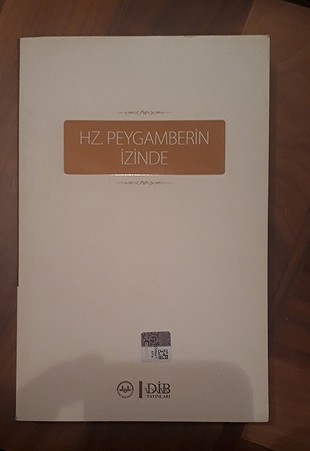 HZ. PEYGAMBERİN
İZİNDE
DİB
YAYINLARI